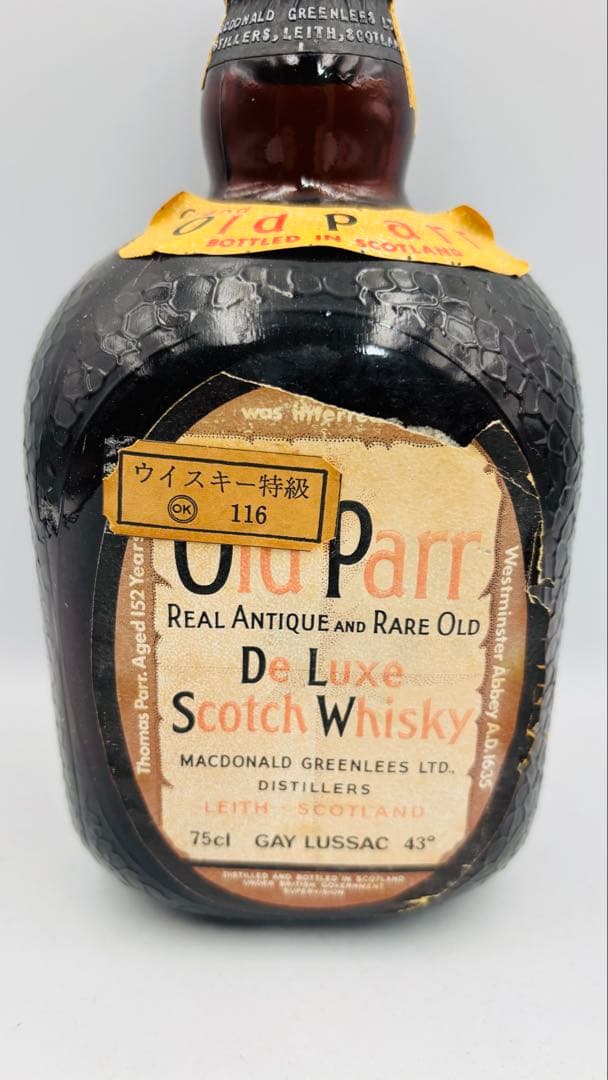 MACDONALD GREENLEES
DISTILLERS, LEITH, SCOTLAND
Old Parr
BOTTLED IN SCOTLAND
was interred
ウイスキー特級
OK 116
Old Parr
REAL ANTIQUE AND RARE OLD
De Luxe
Scotch Whisky
MACDONALD GREENLEES LTD.,
DISTILLERS
LEITH - SCOTLAND
75cl GAY LUSSAC 43°
DISTILLED AND BOTTLED IN SCOTLAND
UNDER BRITISH GOVERNMENT
SUPERVISION
Thomas Parr. Aged 152 Years
Westminster Abbey A.D. 1635